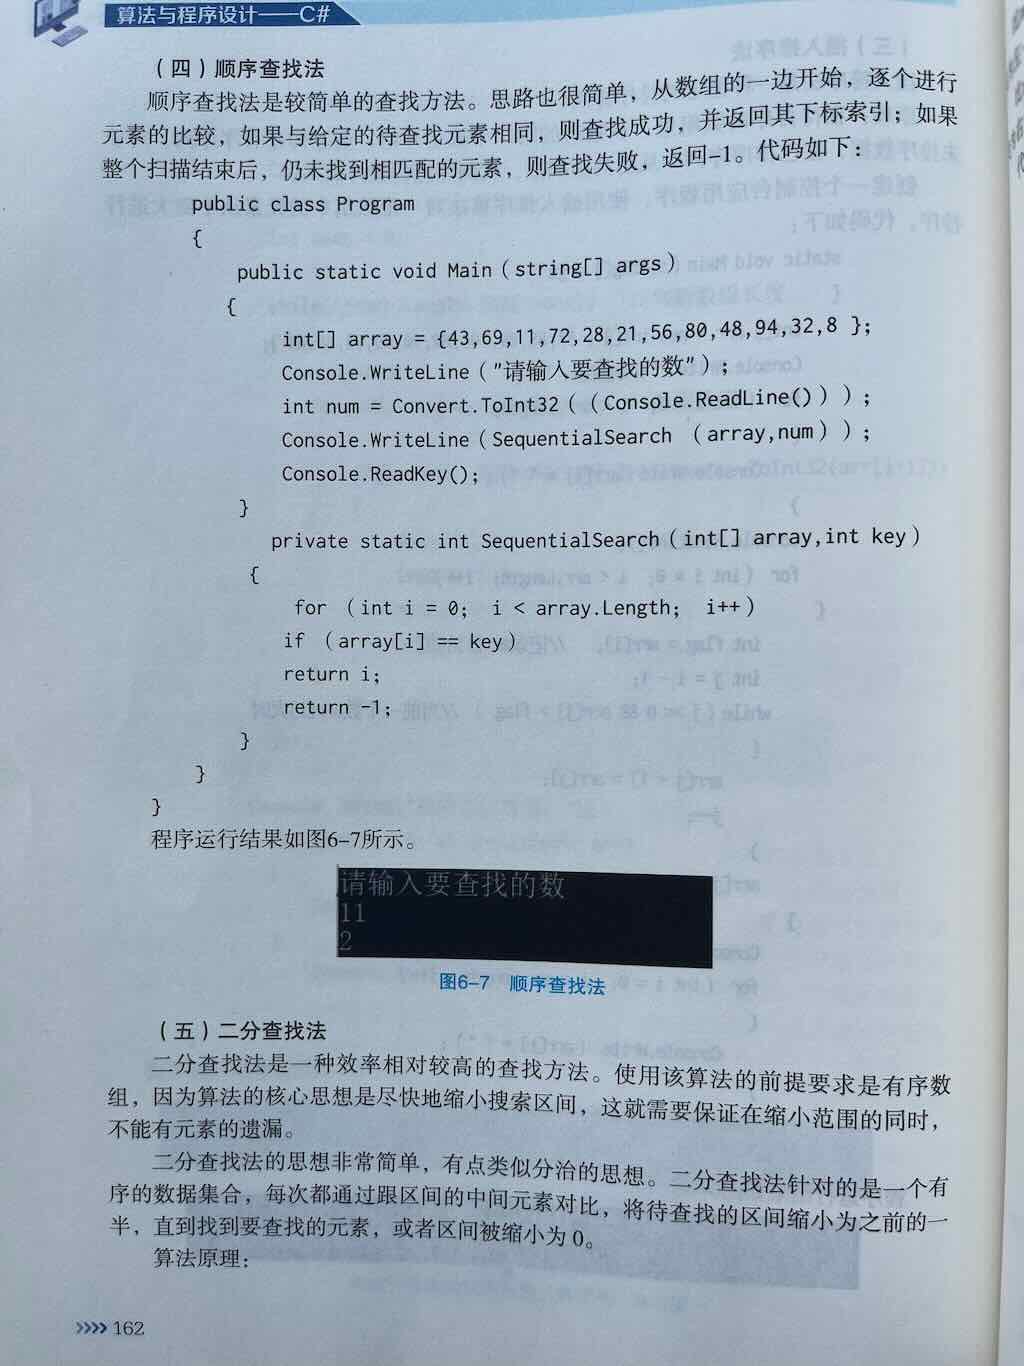 算法与程序设计——C#
（四）顺序查找法
顺序查找法是较简单的查找方法。思路也很简单，从数组的一边开始，逐个进行
元素的比较，如果与给定的待查找元素相同，则查找成功，并返回其下标索引；如果
整个扫描结束后，仍未找到相匹配的元素，则查找失败，返回-1。代码如下：
public class Program
{
public static void Main（string[] args）
{
int[] array = {43,69,11,72,28,21,56,80,48,94,32,8 };
Console.WriteLine（"请输入要查找的数"）;
int num = Convert.ToInt32（（Console.ReadLine()））;
Console.WriteLine（SequentialSearch （array,num））;
Console.ReadKey();
}
private static int SequentialSearch（int[] array,int key）
{
for （int i = 0; i < array.Length; i++）
if （array[i] == key）
return i;
return -1;
}
}
}
程序运行结果如图6-7所示。
请输入要查找的数
11
2
图6-7 顺序查找法
（五）二分查找法
二分查找法是一种效率相对较高的查找方法。使用该算法的前提要求是有序数
组，因为算法的核心思想是尽快地缩小搜索区间，这就需要保证在缩小范围的同时，
不能有元素的遗漏。
二分查找法的思想非常简单，有点类似分治的思想。二分查找法针对的是一个有
序的数据集合，每次都通过跟区间的中间元素对比，将待查找的区间缩小为之前的一
半，直到找到要查找的元素，或者区间被缩小为 0。
算法原理：
»»» 162